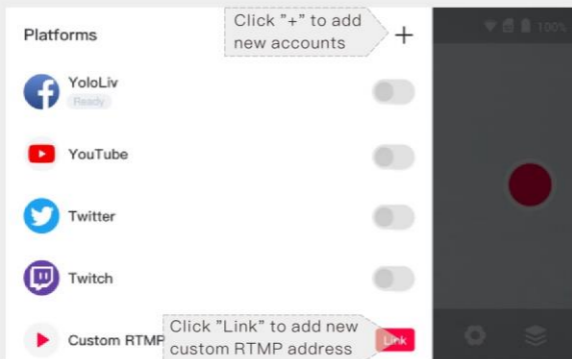 Platforms
Click "+" to add
new accounts
100%
YoloLiv
Ready
YouTube
Twitter
Twitch
Custom RTMP
Click "Link" to add new
custom RTMP address
Link